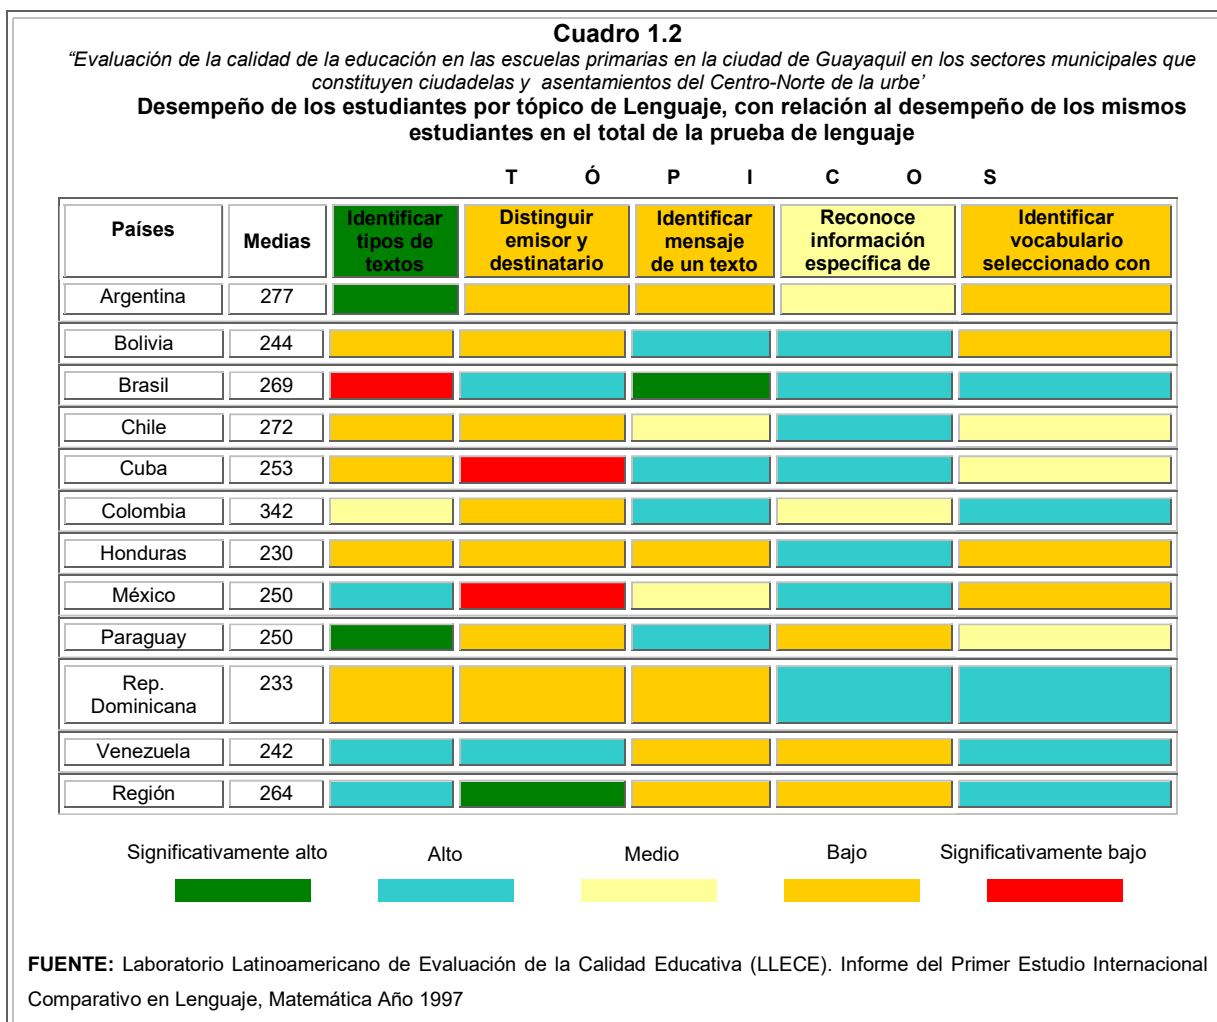 Cuadro 1.2
“Evaluación de la calidad de la educación en las escuelas primarias en la ciudad de Guayaquil en los sectores municipales que
constituyen ciudadelas y asentamientos del Centro-Norte de la urbe’
Desempeño de los estudiantes por tópico de Lenguaje, con relación al desempeño de los mismos
estudiantes en el total de la prueba de lenguaje
T Ó P I C O S
Países
Medias
Identificar
tipos de
textos
Distinguir
emisor y
destinatario
Identificar
mensaje
de un texto
Reconoce
información
específica de
Identificar
vocabulario
seleccionado con
Argentina 277
Bolivia 244
Brasil 269
Chile 272
Cuba 253
Colombia 342
Honduras 230
México 250
Paraguay 250
Rep.
Dominicana
233
Venezuela 242
Región 264
Significativamente alto Alto Medio Bajo Significativamente bajo
FUENTE: Laboratorio Latinoamericano de Evaluación de la Calidad Educativa (LLECE). Informe del Primer Estudio Internacional
Comparativo en Lenguaje, Matemática Año 1997